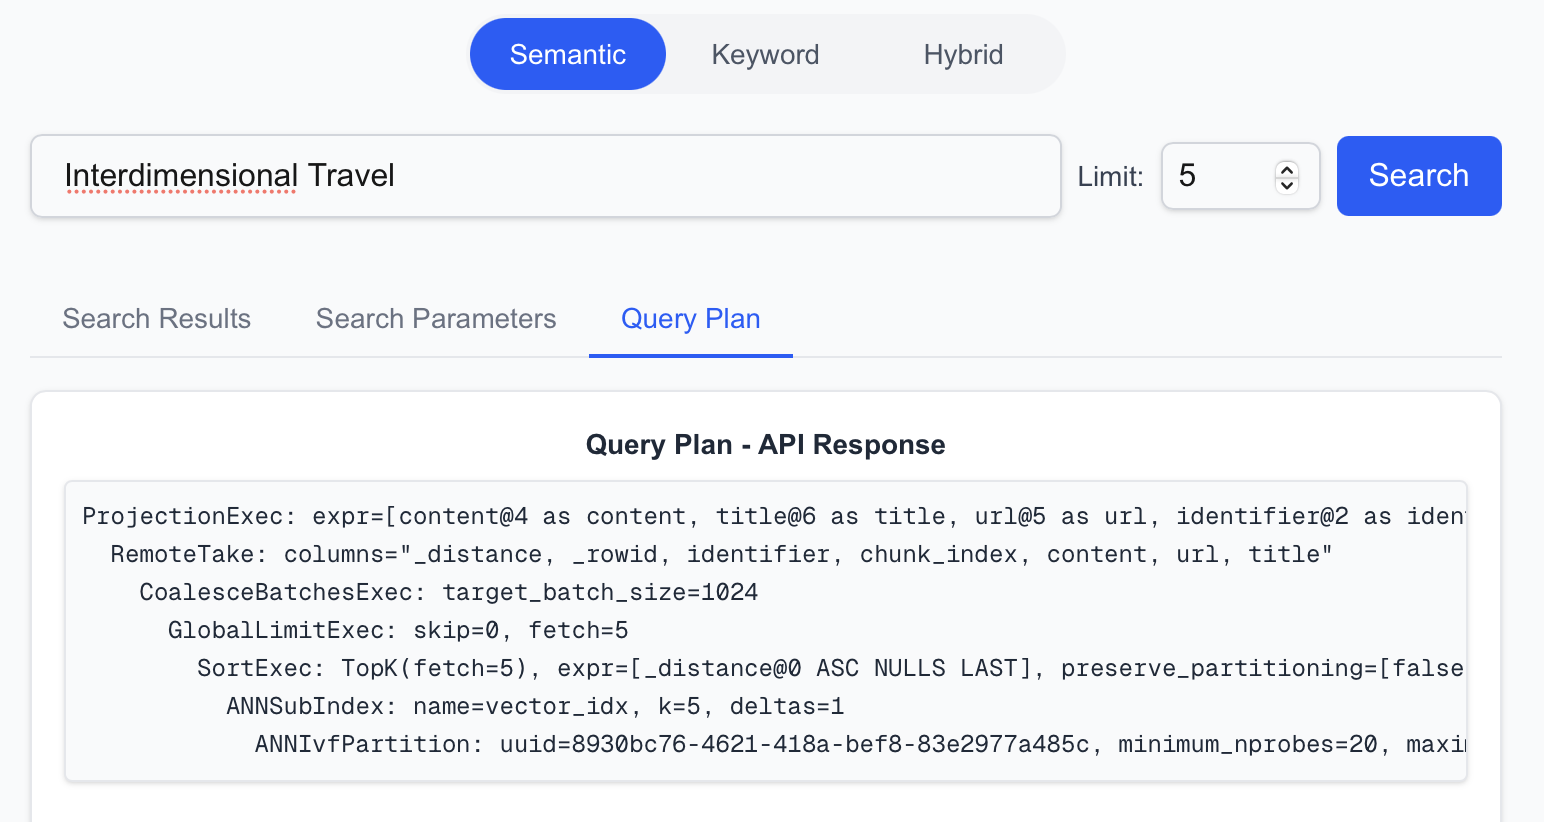 Semantic Keyword Hybrid
Interdimensional Travel Limit: 5 Search
Search Results Search Parameters Query Plan
Query Plan - API Response
ProjectionExec: expr=[content@4 as content, title@6 as title, url@5 as url, identifier@2 as iden
RemoteTake: columns="_distance, _rowid, identifier, chunk_index, content, url, title"
CoalesceBatchesExec: target_batch_size=1024
GlobalLimitExec: skip=0, fetch=5
SortExec: TopK(fetch=5), expr=[_distance@0 ASC NULLS LAST], preserve_partitioning=[false
ANNSubIndex: name=vector_idx, k=5, deltas=1
ANNIvfPartition: uuid=8930bc76-4621-418a-bef8-83e2977a485c, minimum_nprobes=20, maxi